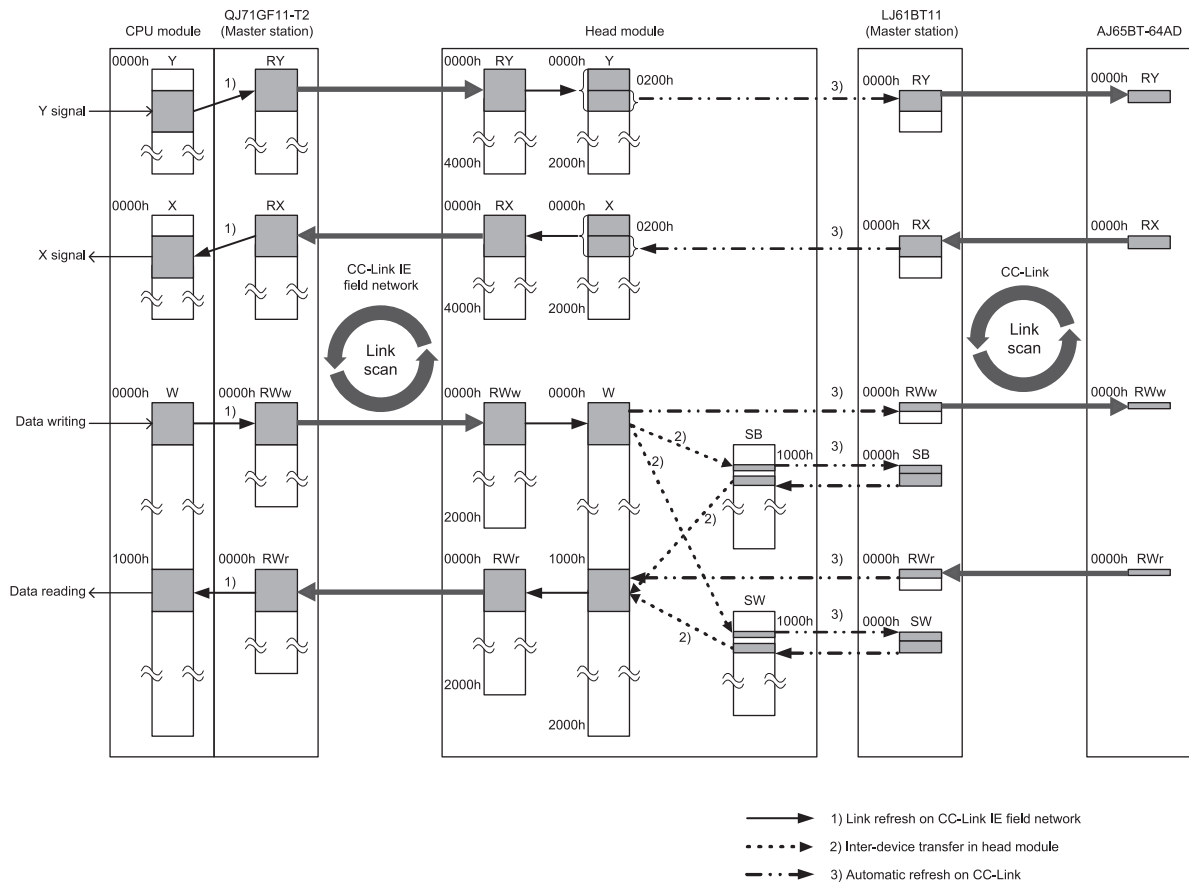 QJ71GF11-T2
CPU module (Master station) Head module
LJ61BT11
(Master station)
AJ65BT-64AD
0000h Y
0000h RY
0000h RY
0000h Y
0200h
3)
0000h RY
0000h RY
1)
Y signal
4000h
2000h
0000h X
0000h RX
0000h RX
0000h X
0200h
3)
0000h RX
0000h RX
1)
X signal
4000h
2000h
CC-Link IE
field network
Link
scan
CC-Link
Link
scan
0000h W
0000h RWw
0000h RWw
0000h W
3)
0000h RWw
0000h RWw
1)
Data writing
2)
2)
SB
1000h
3)
0000h SB
2000h
2)
1000h
0000h RWr
0000h RWr
1000h
3)
0000h RWr
0000h RWr
1)
Data reading
SW
1000h
3)
0000h SW
2)
2000h
2000h
1) Link refresh on CC-Link IE field network
2) Inter-device transfer in head module
3) Automatic refresh on CC-Link